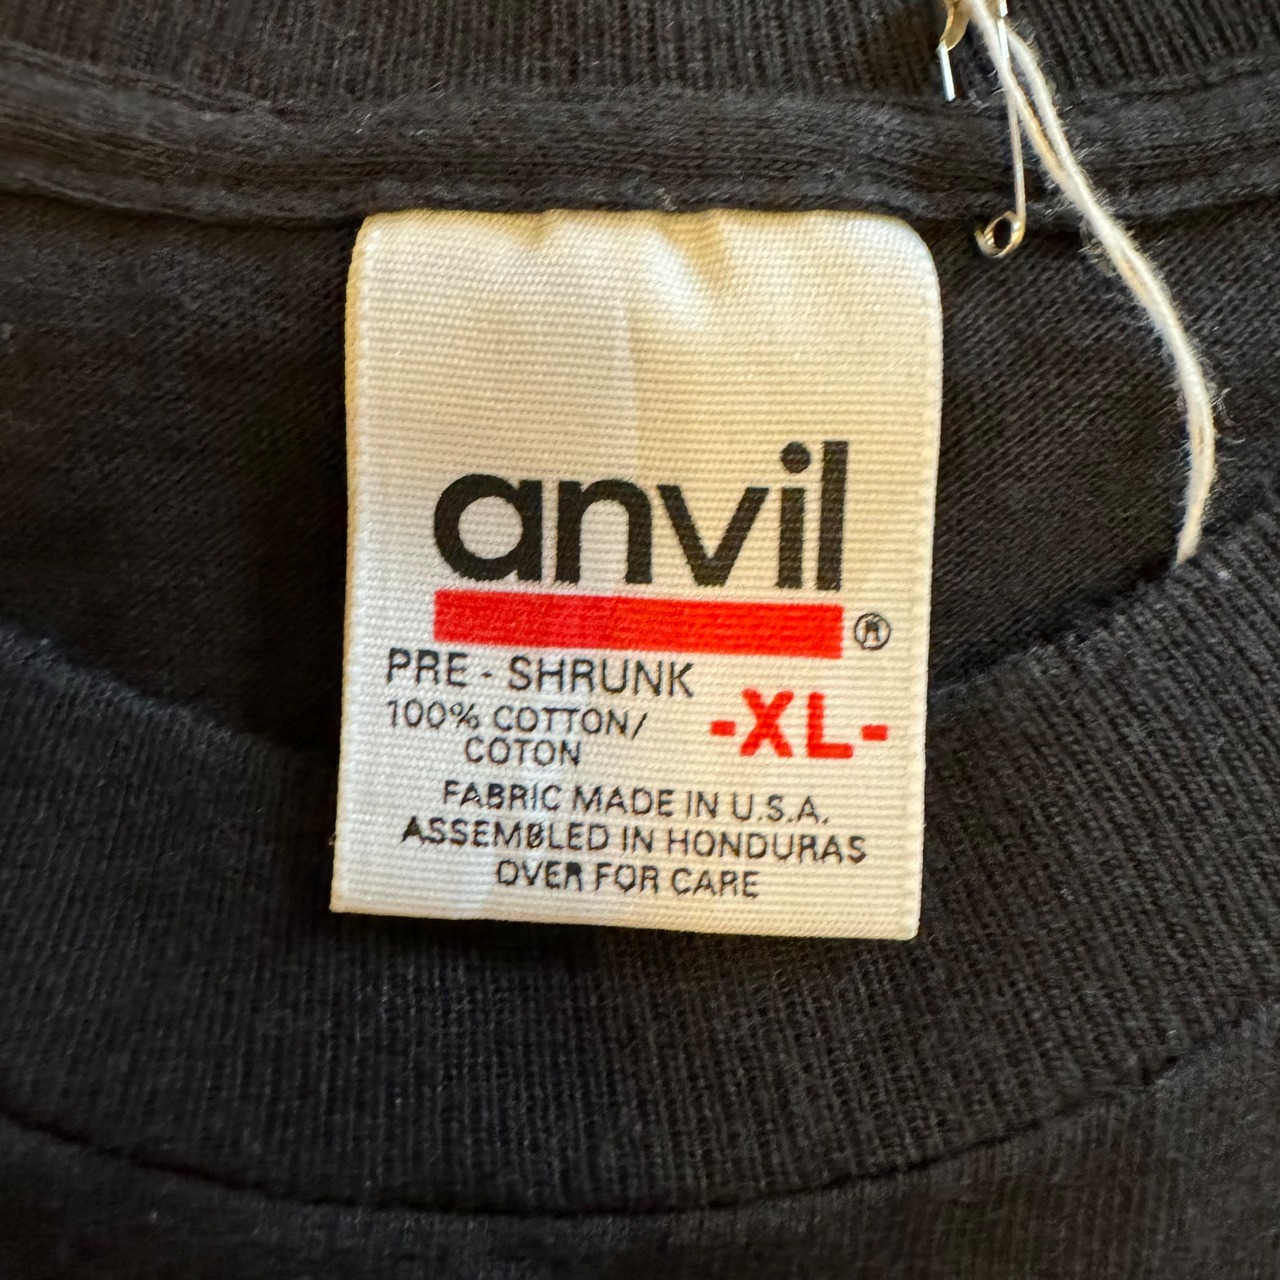 anvil
®
PRE - SHRUNK
100% COTTON/
COTON
-XL-
FABRIC MADE IN U.S.A.
ASSEMBLED IN HONDURAS
OVER FOR CARE